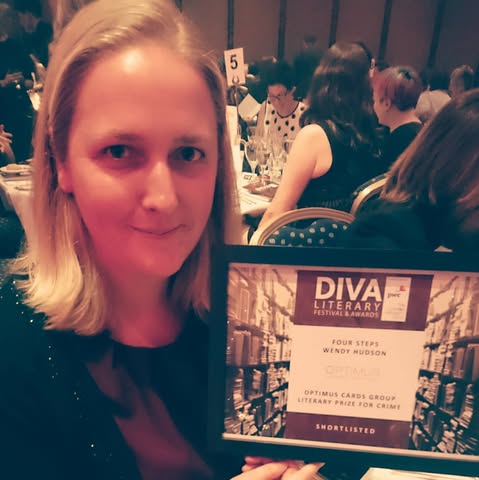 5
DIVA
LITERARY
FESTIVAL & AWARDS
pwc
FOUR STEPS
WENDY HUDSON
OPTIMUS
OPTIMUS CARDS GROUP
LITERARY PRIZE FOR CRIME
SHORTLISTED